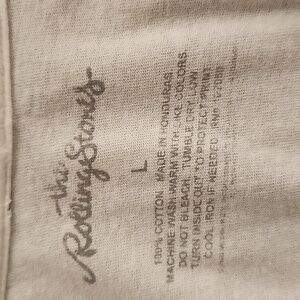 the
Rolling Stones
L
100% COTTON MADE IN HONDURAS
MACHINE WASH WARM WITH LIKE COLORS
DO NOT BLEACH. TUMBLE DRY LOW
TURN INSIDE OUT TO PROTECT PRINT
COOL IRON IF NEEDED RN#